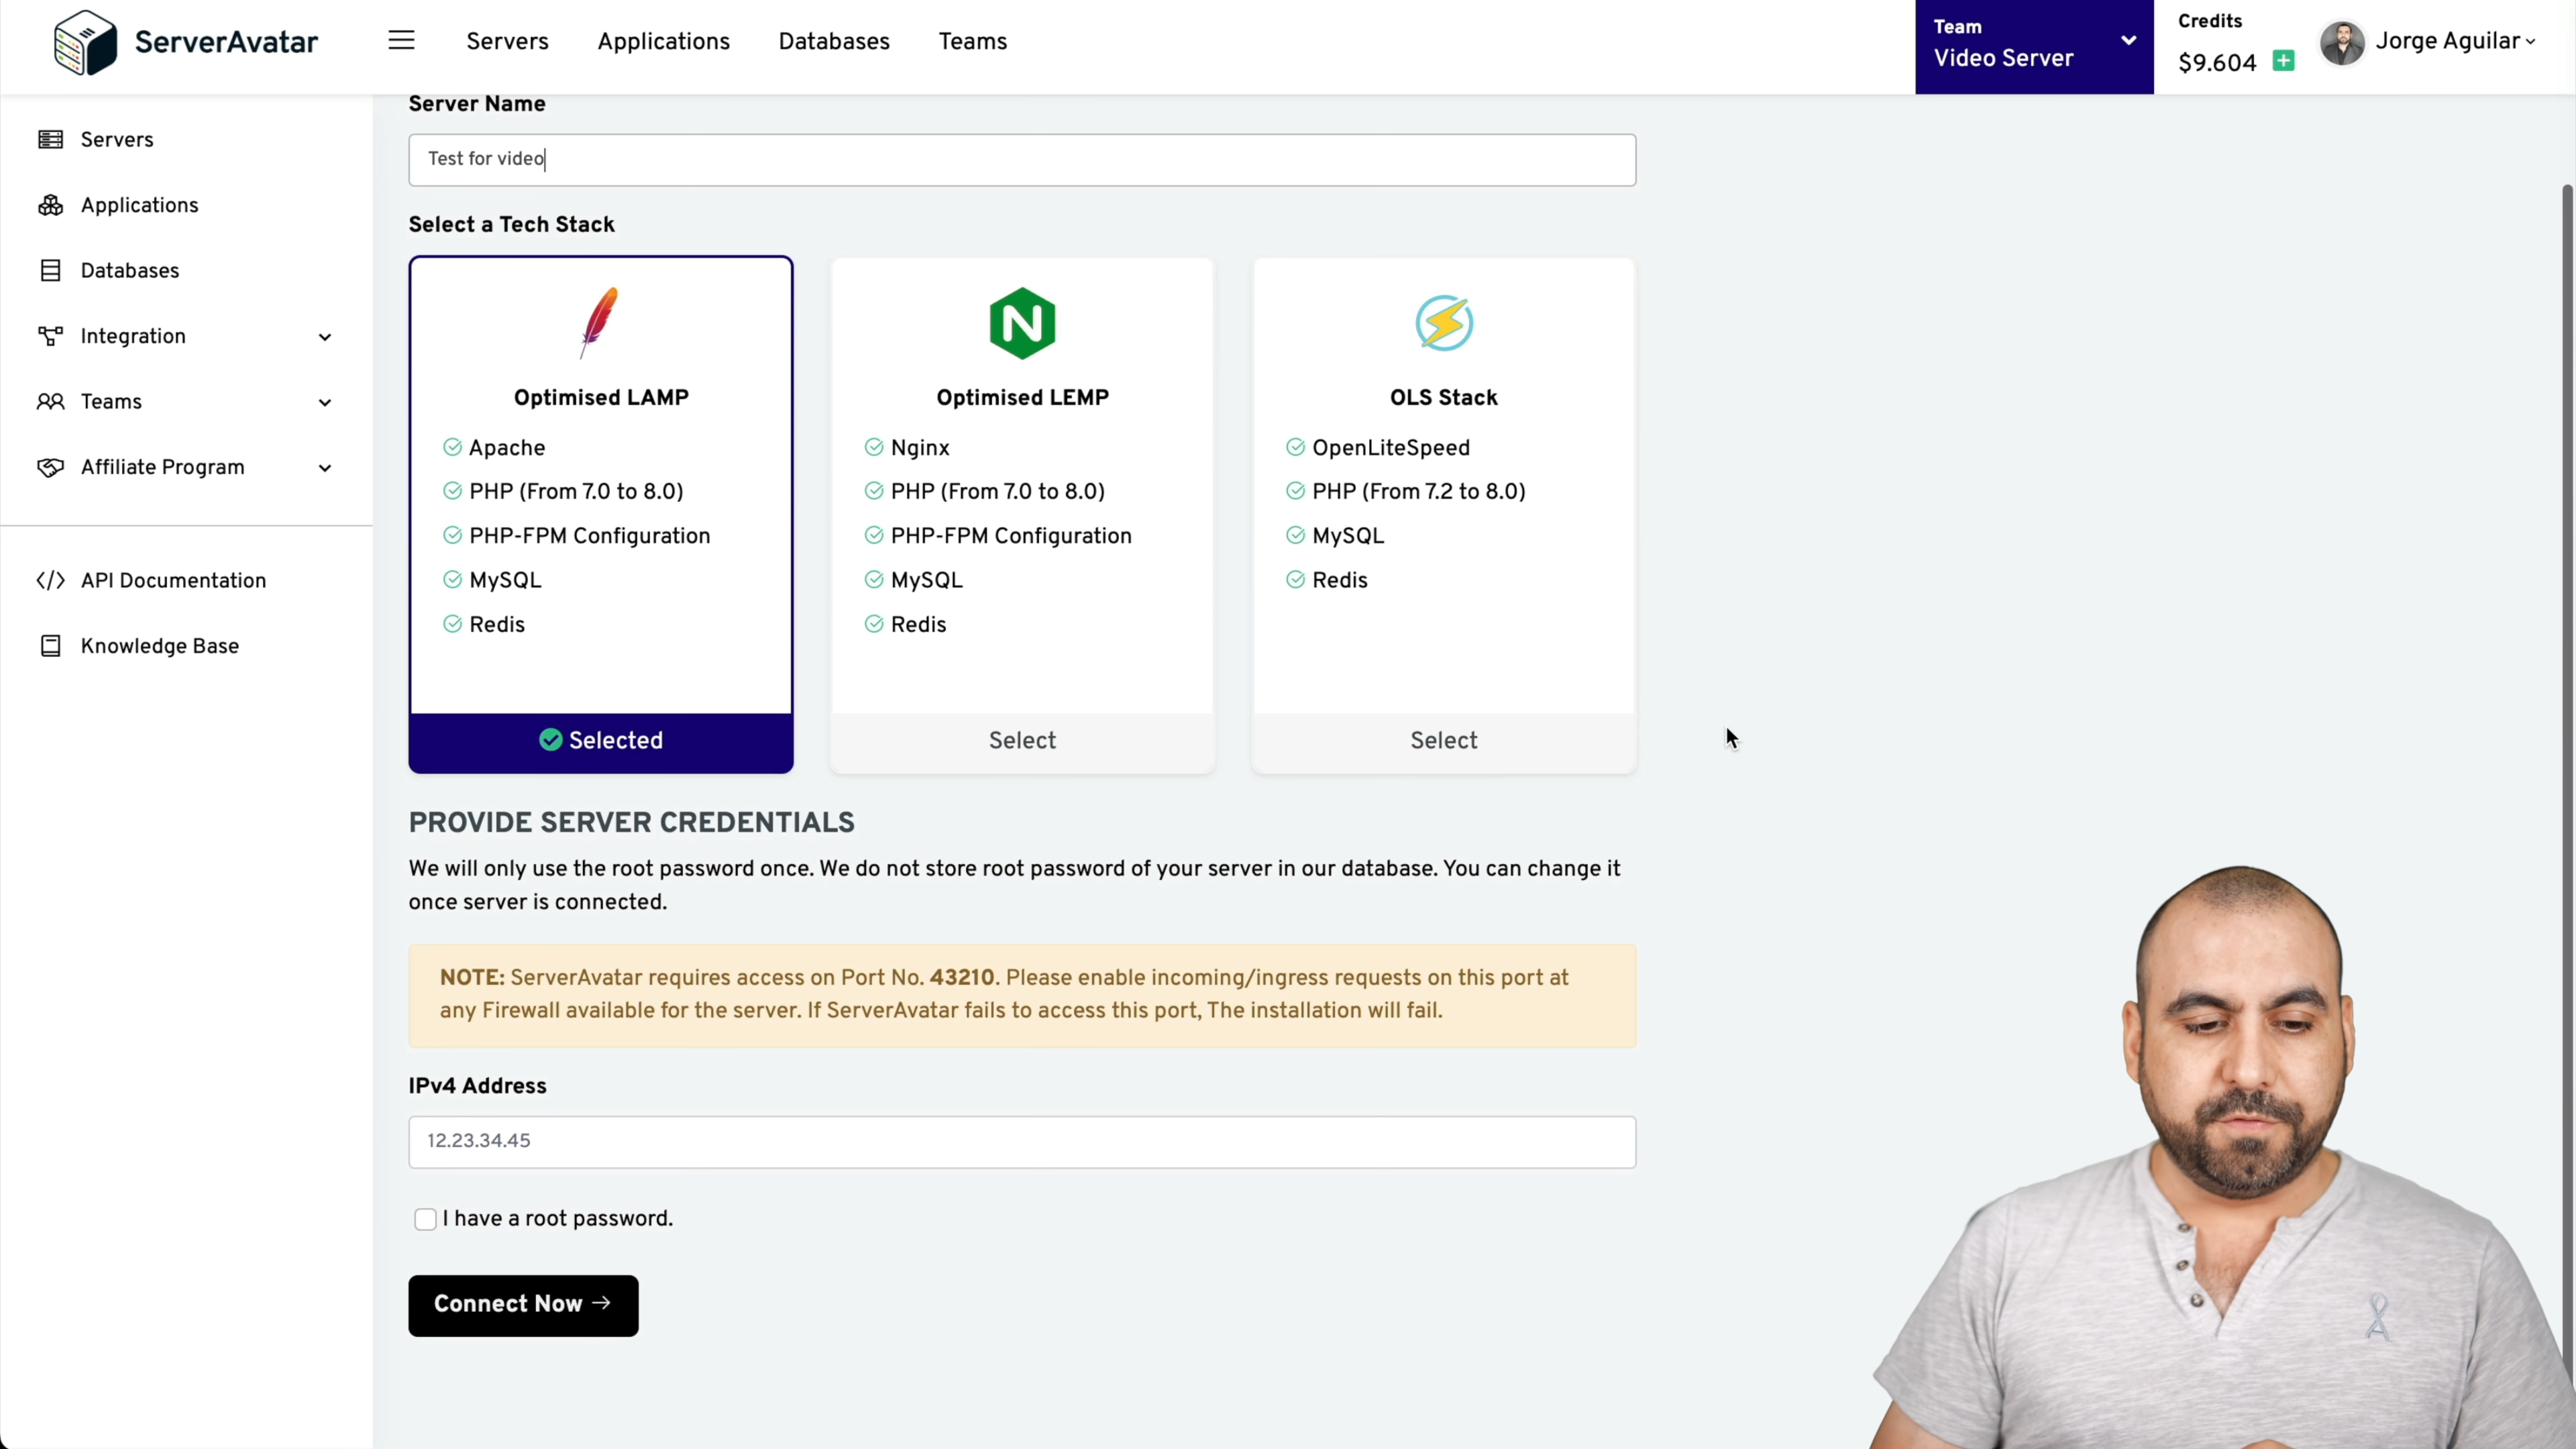 ServerAvatar
Servers
Applications
Databases
Teams
Team
Video Server
Credits
$9.604
Jorge Aguilar
Servers
Applications
Databases
Integration
Teams
Affiliate Program
API Documentation
Knowledge Base
Server Name
Test for video
Select a Tech Stack
Optimised LAMP
Apache
PHP (From 7.0 to 8.0)
PHP-FPM Configuration
MySQL
Redis
Selected
Optimised LEMP
Nginx
PHP (From 7.0 to 8.0)
PHP-FPM Configuration
MySQL
Redis
Select
OLS Stack
OpenLiteSpeed
PHP (From 7.2 to 8.0)
MySQL
Redis
Select
PROVIDE SERVER CREDENTIALS
We will only use the root password once. We do not store root password of your server in our database. You can change it
once server is connected.
NOTE: ServerAvatar requires access on Port No. 43210. Please enable incoming/ingress requests on this port at
any Firewall available for the server. If ServerAvatar fails to access this port, The installation will fail.
IPv4 Address
12.23.34.45
I have a root password.
Connect Now →